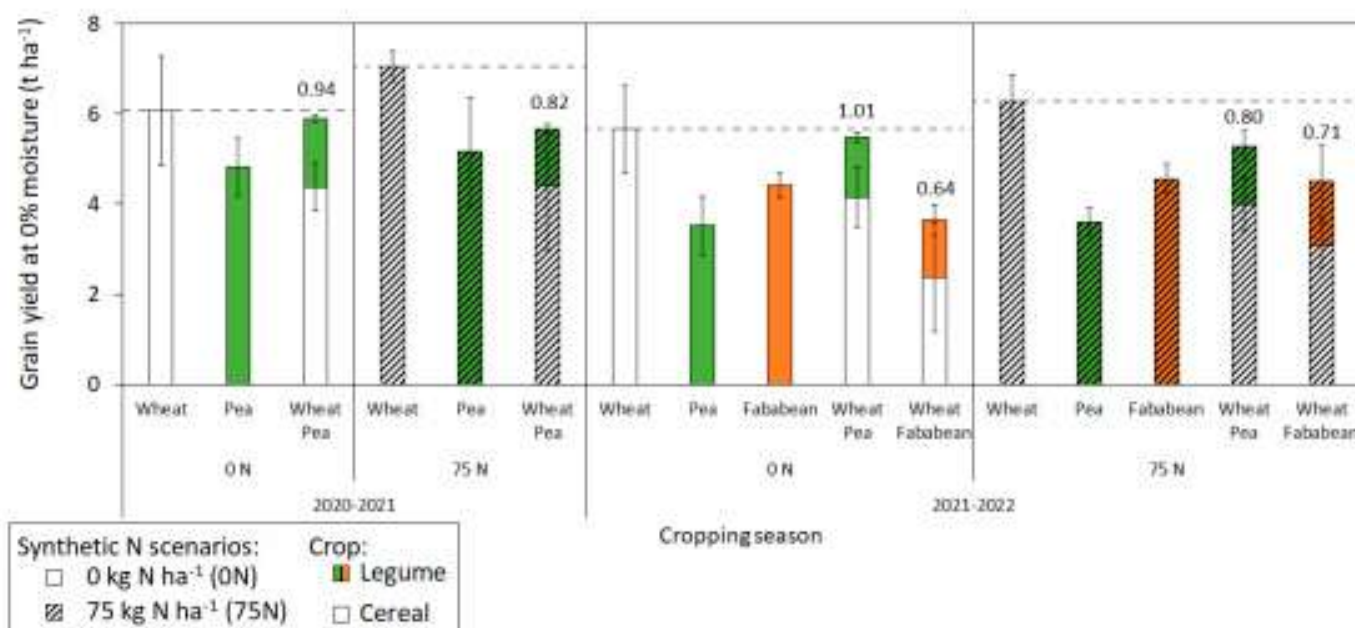 Grain yield at 0% moisture (t ha⁻¹)
8
6
4
2
0
0.94
0.82
1.01
0.64
0.80
0.71
Wheat Pea Wheat Pea
Wheat Pea Wheat Pea
Wheat Pea Fababean Wheat Pea Wheat Fababean
Wheat Pea Fababean Wheat Pea Wheat Fababean
0 N 75 N 0 N 75 N
2020-2021 2021-2022
Cropping season
Synthetic N scenarios: Crop:
0 kg N ha⁻¹ (0N) Legume
75 kg N ha⁻¹ (75N) Cereal